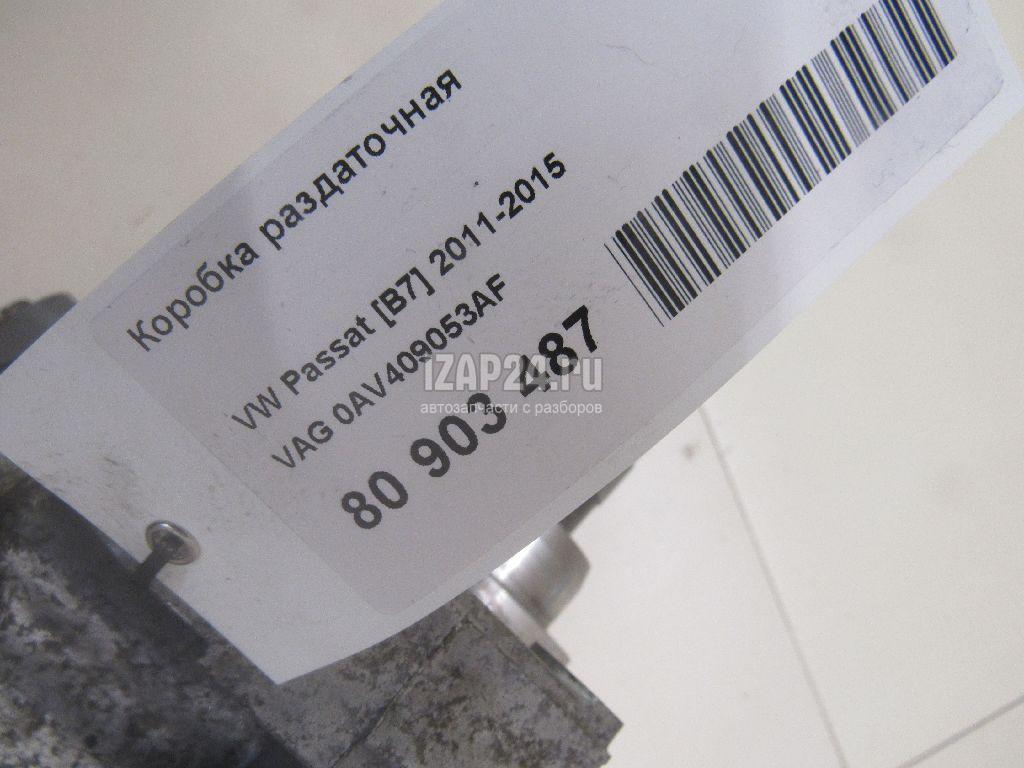 Коробка раздаточная
VW Passat [B7] 2011-2015
VAG 0AV409053AF
80 903 487
IZAP24.ru
автозапчасти с разборов